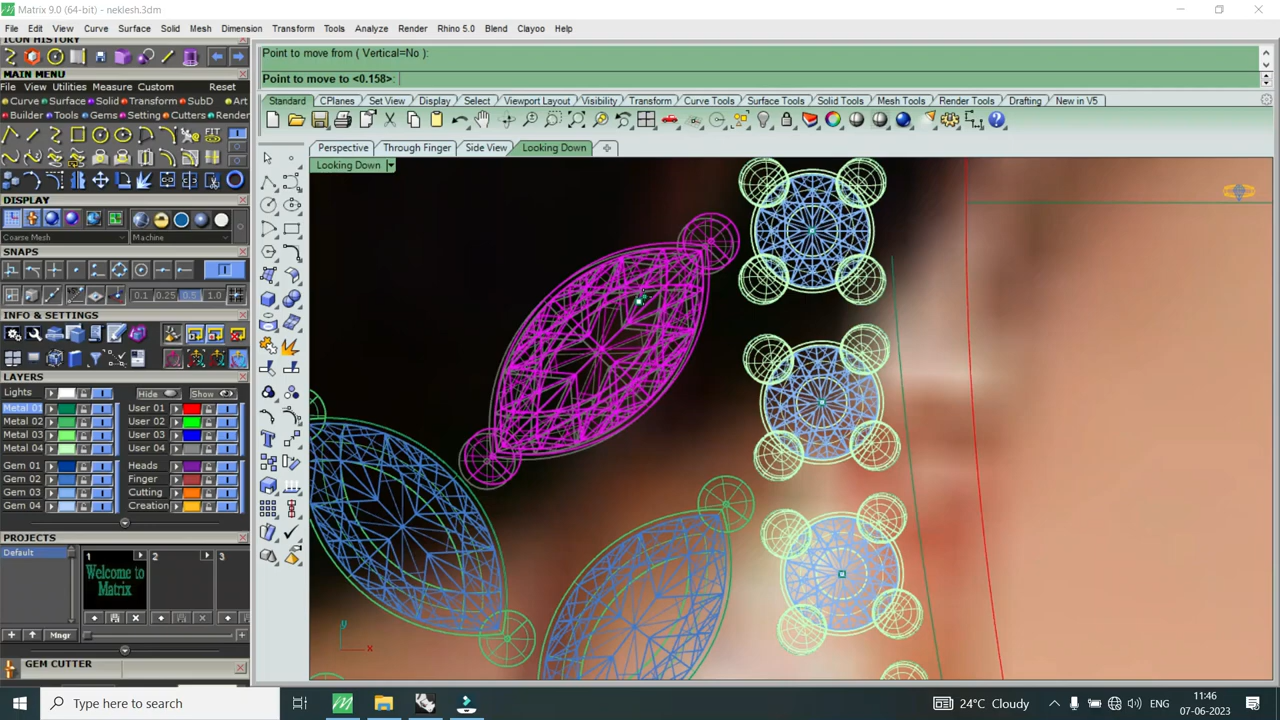 Matrix 9.0 (64-bit) - neklesh.3dm
File Edit View Curve Surface Solid Mesh Dimension Transform Tools Analyze Render Rhino 5.0 Blend Clayoo Help
ICON HISTORY
Point to move from ( Vertical=No ):
Point to move to <0.158>:
MAIN MENU
File View Utilities Measure Custom Reset
Curve Surface Solid Transform SubD Art
Builder Tools Gems Setting Cutters Render
Standard CPlanes Set View Display Select Viewport Layout Visibility Transform Curve Tools Surface Tools Solid Tools Mesh Tools Render Tools Drafting New in V5
FIT
Perspective Through Finger Side View Looking Down
Looking Down
DISPLAY
Coarse Mesh Machine
SNAPS
0.1 0.25 0.5 1.0
INFO & SETTINGS
LAYERS
Lights Hide Show
Metal 01 User 01
Metal 02 User 02
Metal 03 User 03
Metal 04 User 04
Gem 01 Heads
Gem 02 Finger
Gem 03 Cutting
Gem 04 Creation
PROJECTS
Default 1 2 3
Welcome to
Matrix
Mngr
GEM CUTTER
y
x
Type here to search
24°C Cloudy
ENG
11:46
07-06-2023